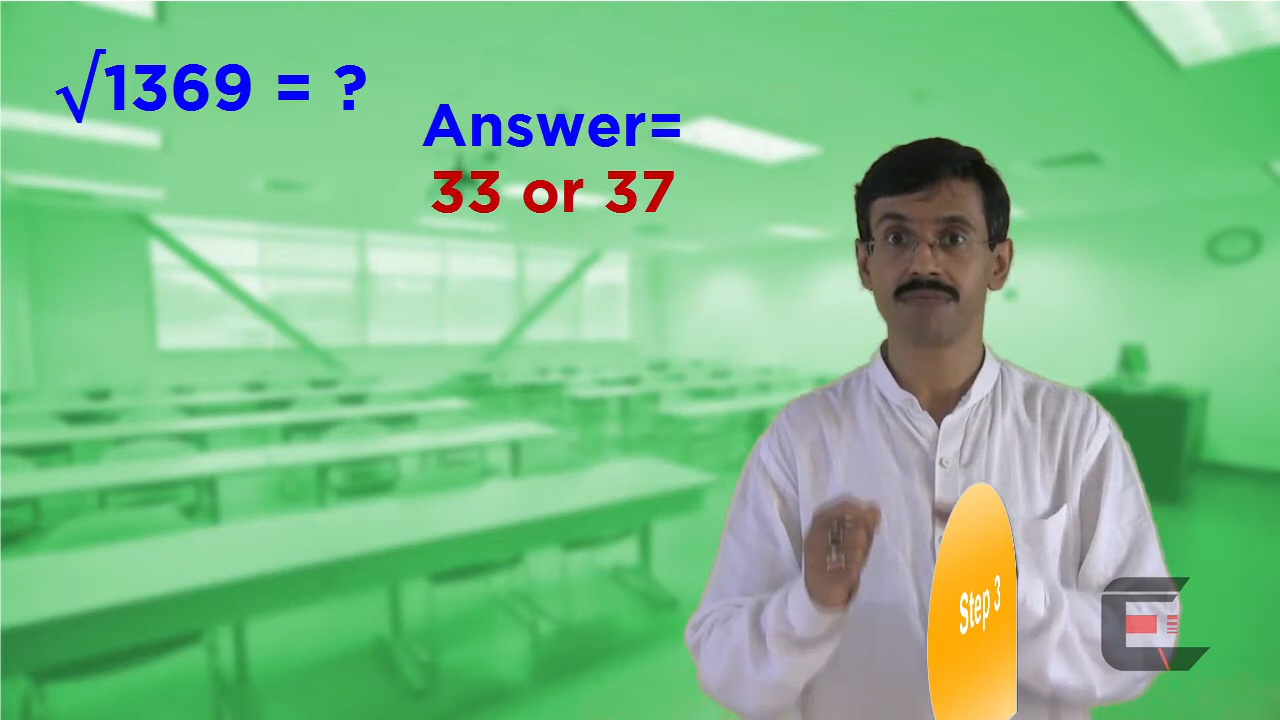 √1369 = ?
Answer=
33 or 37
Step 3